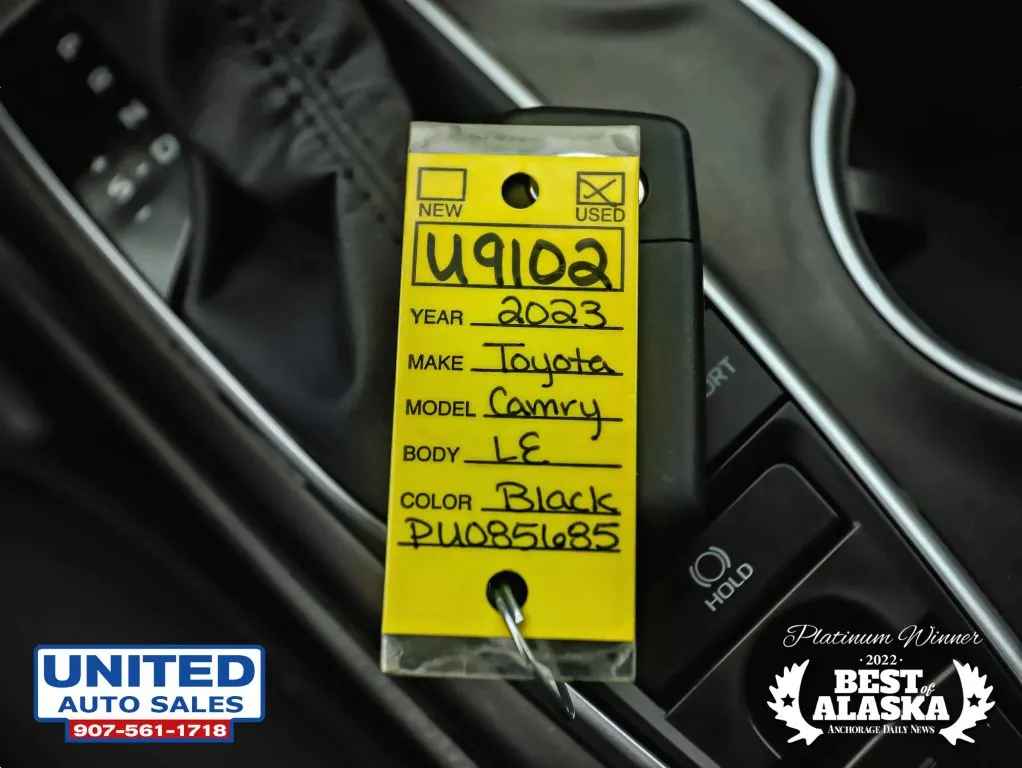 P
R
N
D
S
NEW USED
U9102
YEAR 2023
MAKE Toyota
MODEL Camry
BODY LE
COLOR Black
PU085685
HOLD
UNITED
AUTO SALES
907-561-1718
Platinum Winner
·2022·
BEST of
ALASKA
ANCHORAGE DAILY NEWS